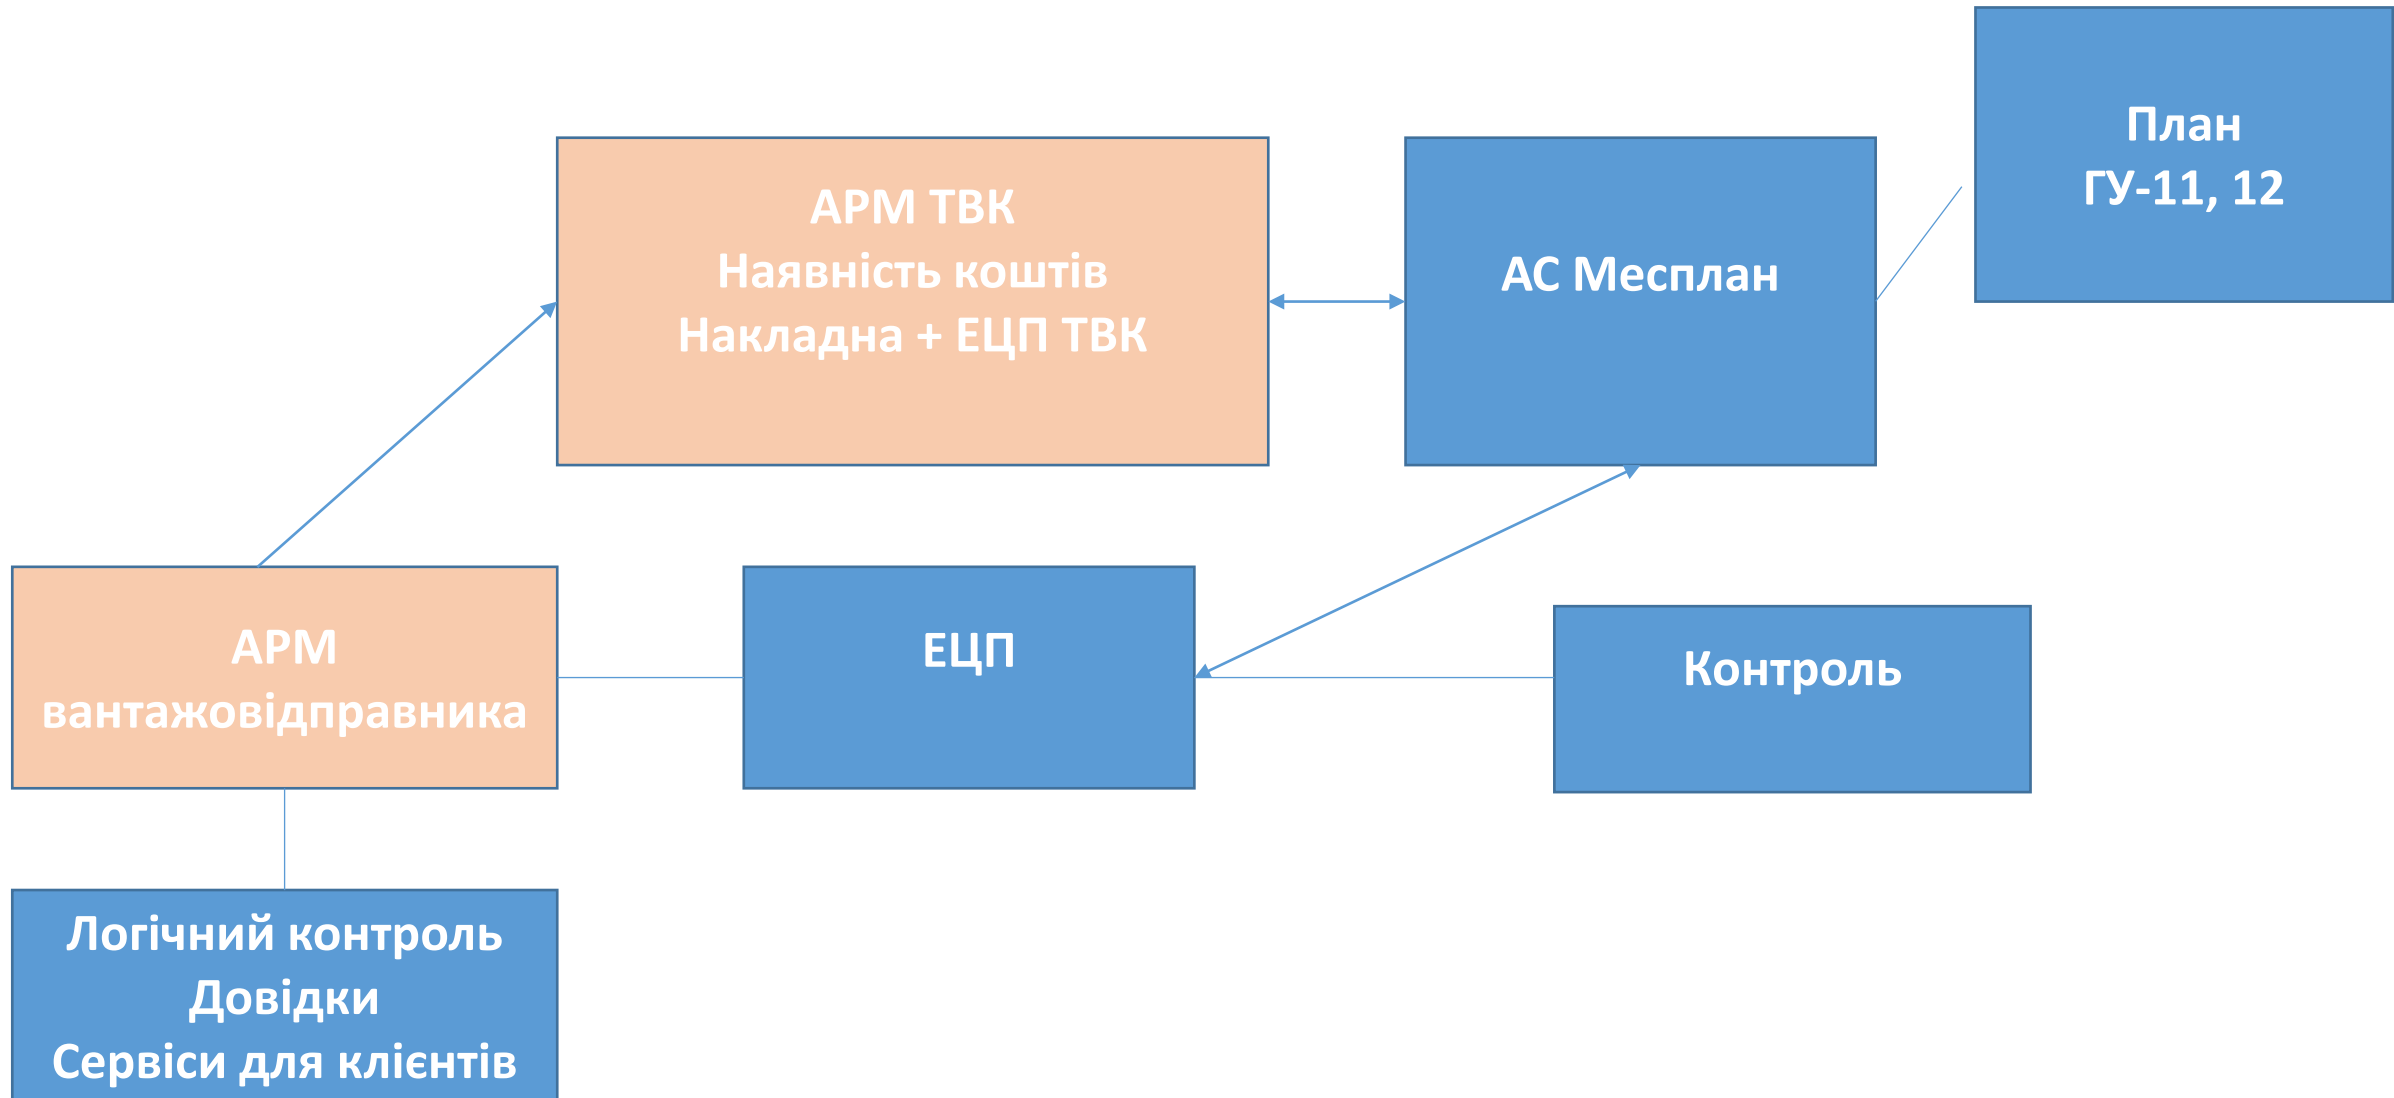 План
ГУ-11, 12
АРМ ТВК
Наявність коштів
Накладна + ЕЦП ТВК
АС Месплан
АРМ
вантажовідправника
ЕЦП
Контроль
Логічний контроль
Довідки
Сервіси для клієнтів